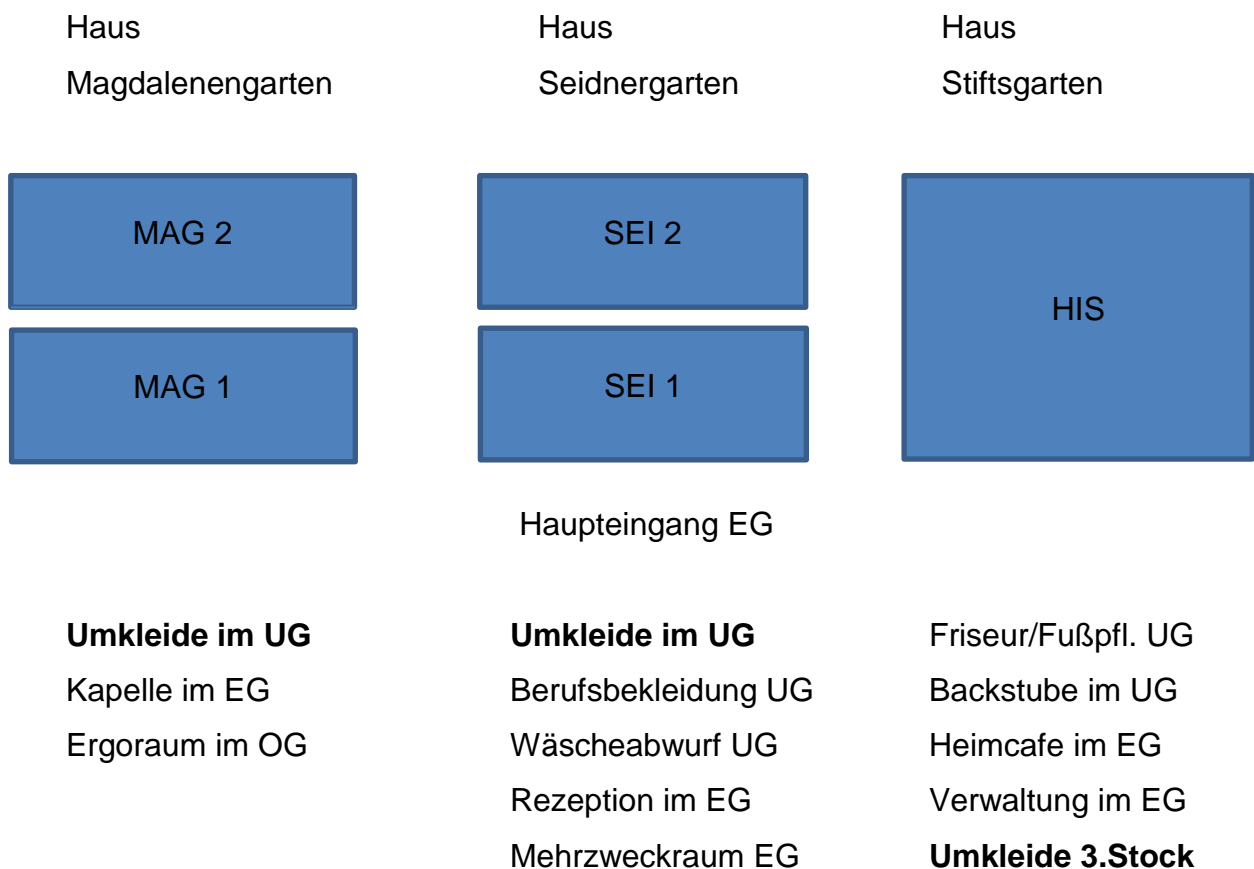 Haus
Magdalenengarten
Haus
Seidnergarten
Haus
Stiftsgarten
MAG 2
MAG 1
SEI 2
SEI 1
HIS
Haupteingang EG
Umkleide im UG
Kapelle im EG
Ergoraum im OG
Umkleide im UG
Berufsbekleidung UG
Wäscheabwurf UG
Rezeption im EG
Mehrzweckraum EG
Friseur/Fußpfl. UG
Backstube im UG
Heimcafe im EG
Verwaltung im EG
Umkleide 3.Stock